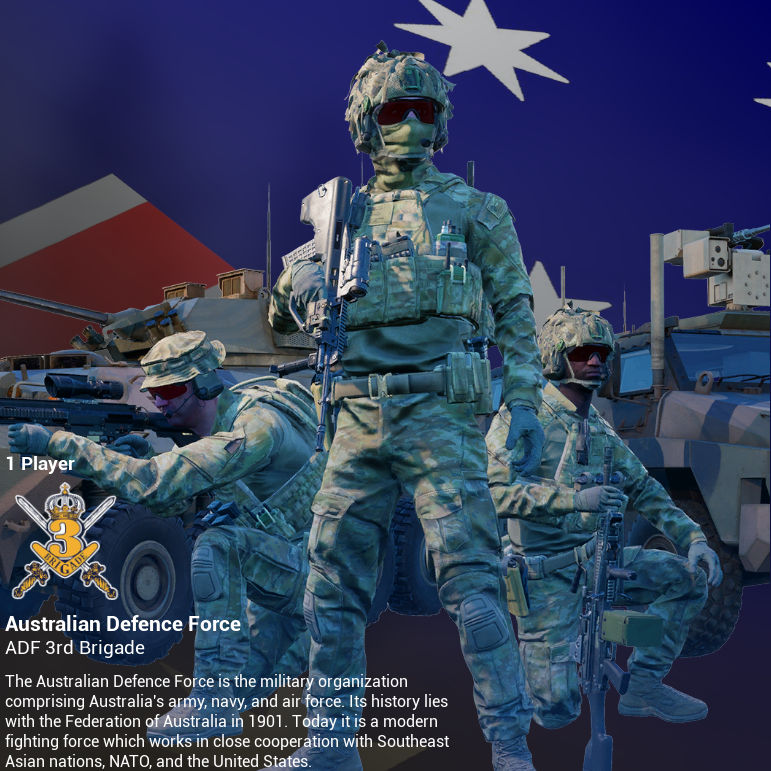 1 Player
3
BRIGADE
Australian Defence Force
ADF 3rd Brigade
The Australian Defence Force is the military organization
comprising Australia's army, navy, and air force. Its history lies
with the Federation of Australia in 1901. Today it is a modern
fighting force which works in close cooperation with Southeast
Asian nations, NATO, and the United States.